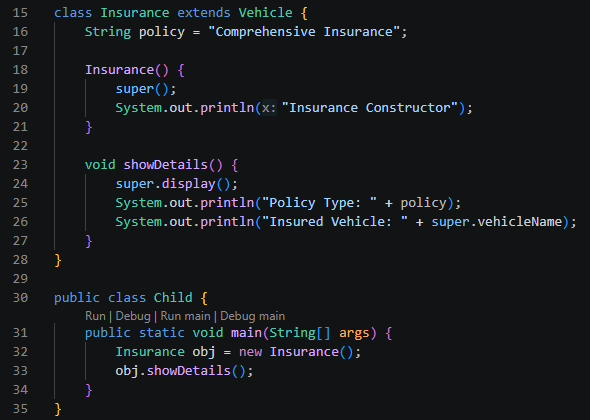 15 class Insurance extends Vehicle {
16     String policy = "Comprehensive Insurance";
17
18     Insurance() {
19         super();
20         System.out.println(x: "Insurance Constructor");
21     }
22
23     void showDetails() {
24         super.display();
25         System.out.println("Policy Type: " + policy);
26         System.out.println("Insured Vehicle: " + super.vehicleName);
27     }
28 }
29
30 public class Child {
Run | Debug | Run main | Debug main
31     public static void main(String[] args) {
32         Insurance obj = new Insurance();
33         obj.showDetails();
34     }
35 }